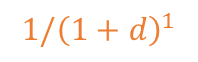 1/(1 + d)¹